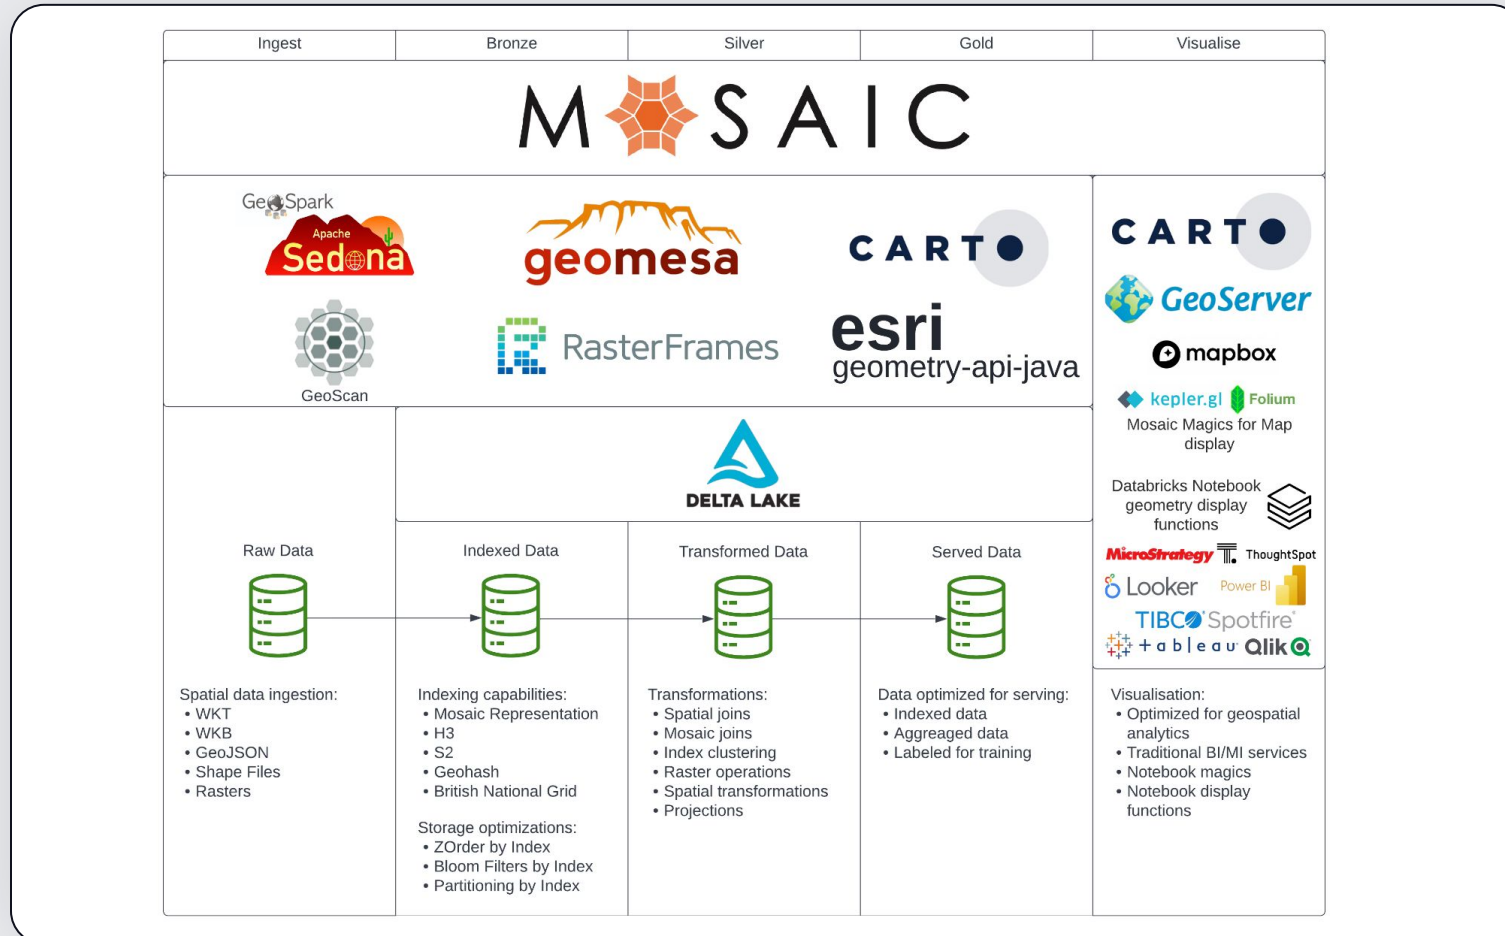 Ingest
Bronze
Silver
Gold
Visualise
MOSAIC
GeoSpark
Apache
Sedona
geomesa
CARTO
GeoScan
RasterFrames
esri
geometry-api-java
CARTO
GeoServer
mapbox
kepler.gl Folium
Mosaic Magics for Map
display
Databricks Notebook
geometry display
functions
MicroStrategy T. ThoughtSpot
Looker Power BI
TIBCO Spotfire®
+ableau Qlik
DELTA LAKE
Raw Data
Indexed Data
Transformed Data
Served Data
Spatial data ingestion:
• WKT
• WKB
• GeoJSON
• Shape Files
• Rasters
Indexing capabilities:
• Mosaic Representation
• H3
• S2
• Geohash
• British National Grid
Storage optimizations:
• ZOrder by Index
• Bloom Filters by Index
• Partitioning by Index
Transformations:
• Spatial joins
• Mosaic joins
• Index clustering
• Raster operations
• Spatial transformations
• Projections
Data optimized for serving:
• Indexed data
• Aggreaged data
• Labeled for training
Visualisation:
• Optimized for geospatial
analytics
• Traditional BI/MI services
• Notebook magics
• Notebook display
functions